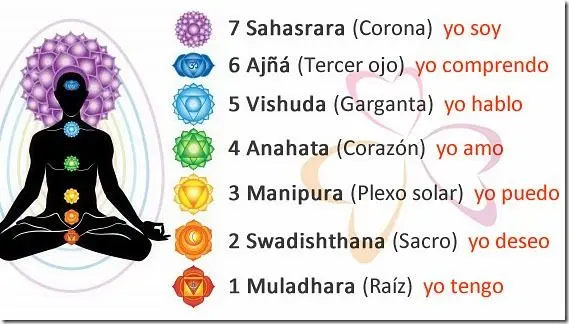 7 Sahasrara (Corona) yo soy
6 Ajñá (Tercer ojo) yo comprendo
5 Vishuda (Garganta) yo hablo
4 Anahata (Corazón) yo amo
3 Manipura (Plexo solar) yo puedo
2 Swadishthana (Sacro) yo deseo
1 Muladhara (Raíz) yo tengo